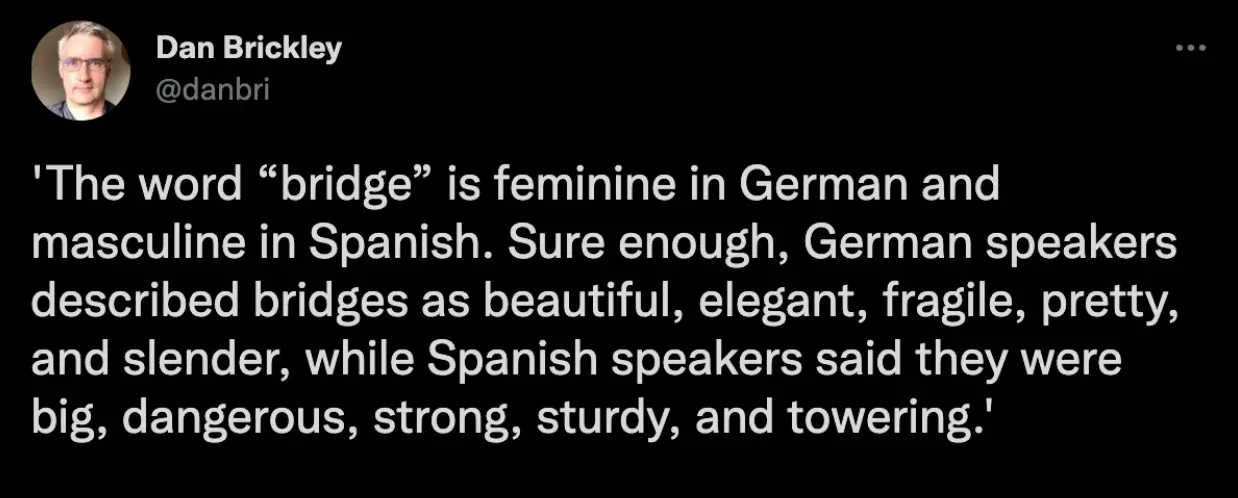 Dan Brickley
@danbri
'The word “bridge” is feminine in German and
masculine in Spanish. Sure enough, German speakers
described bridges as beautiful, elegant, fragile, pretty,
and slender, while Spanish speakers said they were
big, dangerous, strong, sturdy, and towering.'